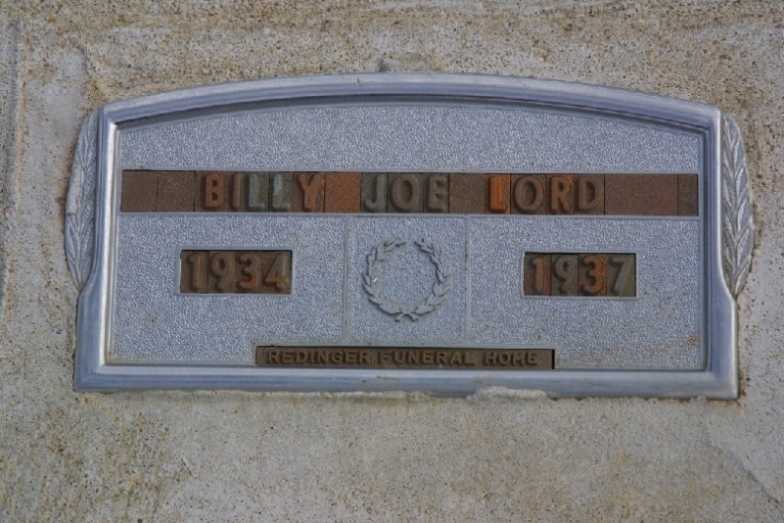 BILLY JOE LORD
1934 1937
REDINGER FUNERAL HOME